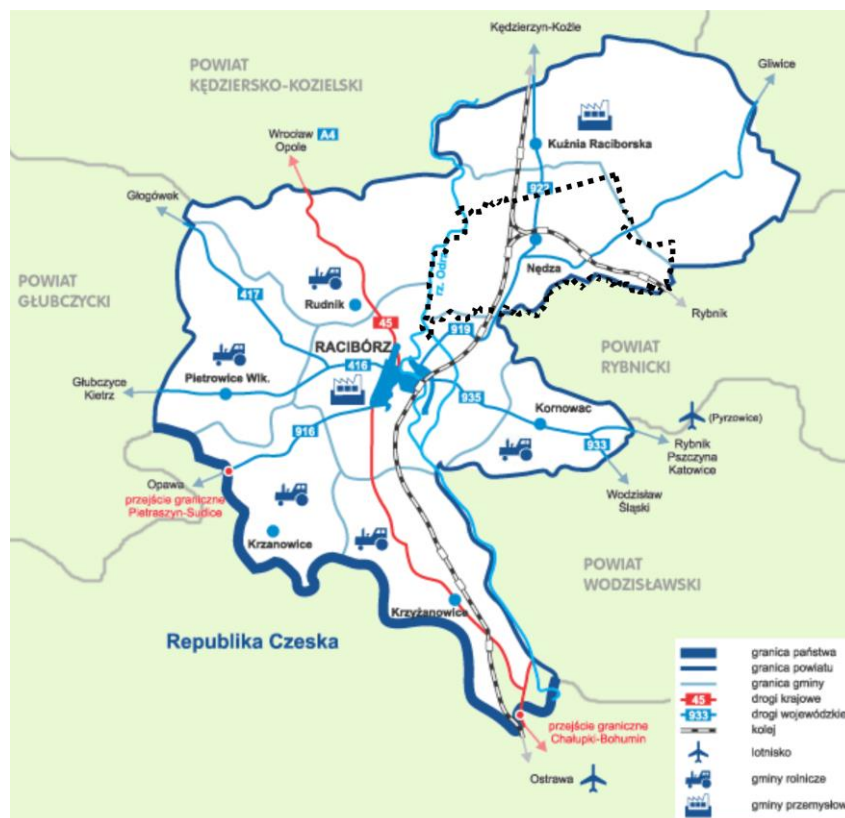 Kędzierzyn-Koźle
POWIAT
KĘDZIERSKO-KOZIELSKI
Gliwice
Wrocław A4
Opole
Kuźnia Raciborska
Głogówek
922
rz. Odra
Nędza
POWIAT
GŁUBCZYCKI
417
Rudnik
45
Rybnik
RACIBÓRZ
919
POWIAT
RYBNICKI
Pietrowice Wlk.
416
Głubczyce
Kietrz
935
Kornowac
(Pyrzowice)
916
933
Rybnik
Pszczyna
Katowice
Opawa
przejście graniczne
Pietraszyn-Sudice
Wodzisław
Śląski
Krzanowice
POWIAT
WODZISŁAWSKI
Krzyżanowice
Republika Czeska
granica państwa
granica powiatu
granica gminy
45 drogi krajowe
933 drogi wojewódzkie
kolej
lotnisko
gminy rolnicze
gminy przemysłow
przejście graniczne
Chałupki-Bohumin
Ostrawa